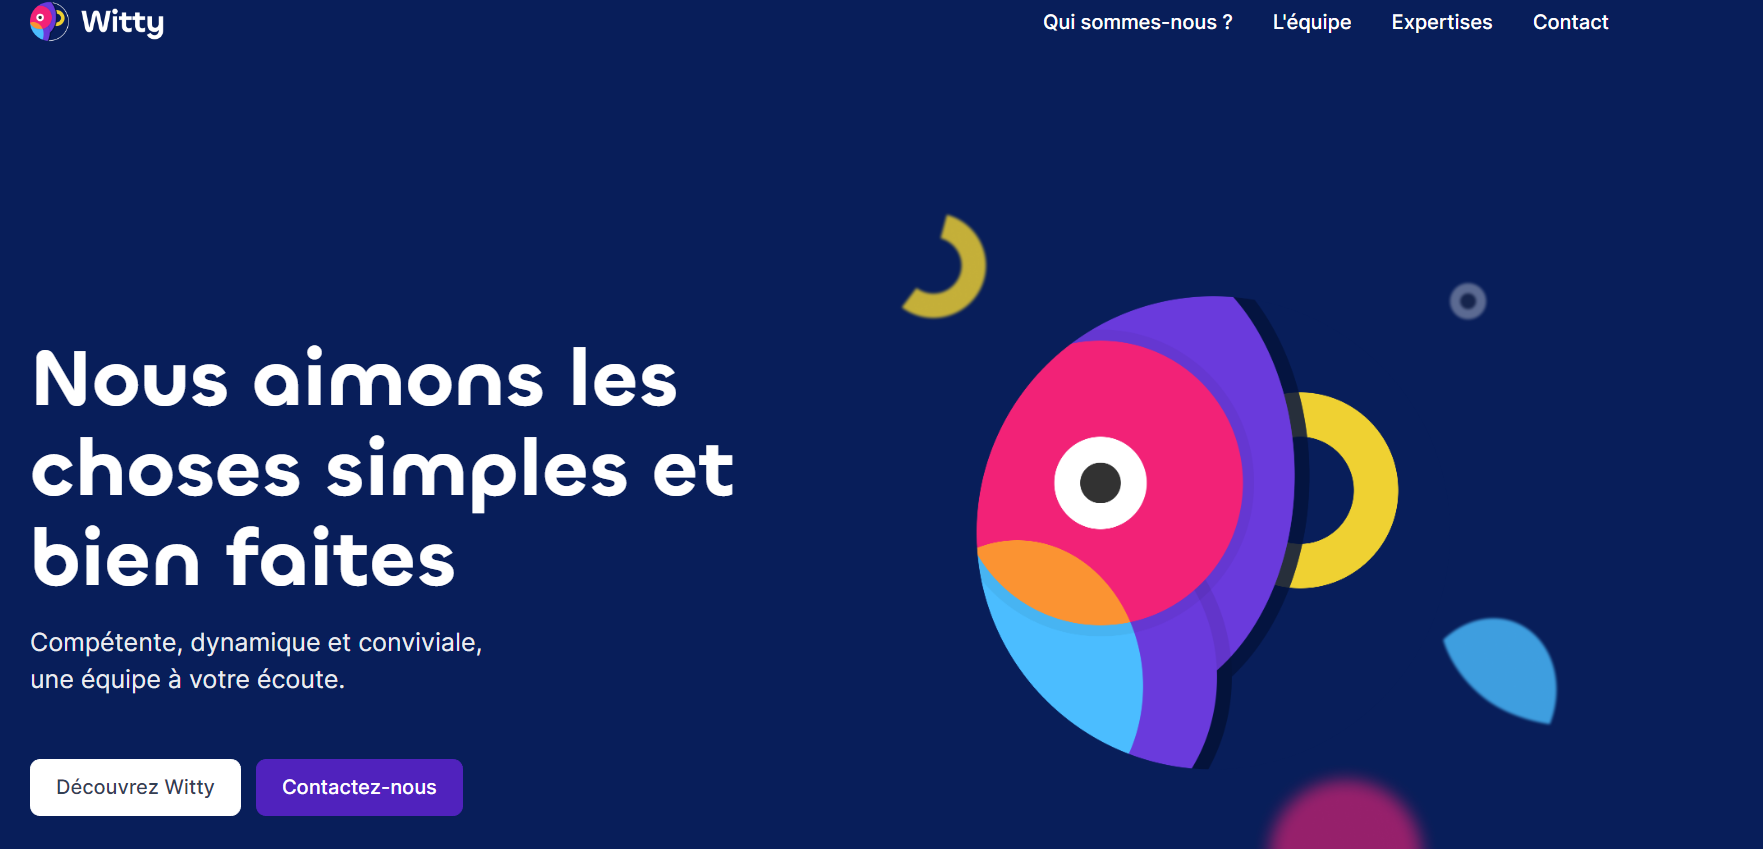 Witty
Qui sommes-nous ?
L'équipe
Expertises
Contact
Nous aimons les
choses simples et
bien faites
Compétente, dynamique et conviviale,
une équipe à votre écoute.
Découvrez Witty
Contactez-nous